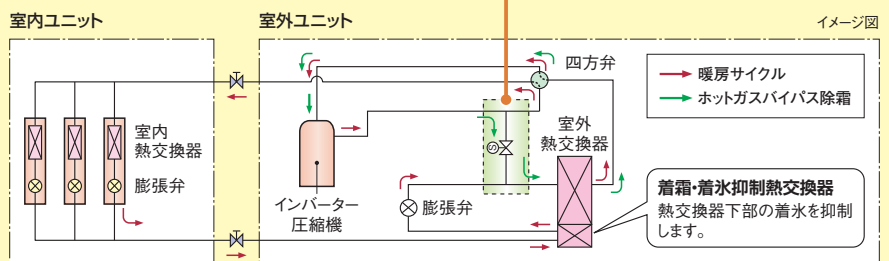 室内ユニット
室外ユニット
イメージ図
四方弁
暖房サイクル
ホットガスバイパス除霜
室内
熱交換器
膨張弁
インバーター
圧縮機
S
室外
熱交換器
膨張弁
着霜・着氷抑制熱交換器
熱交換器下部の着氷を抑制
します。